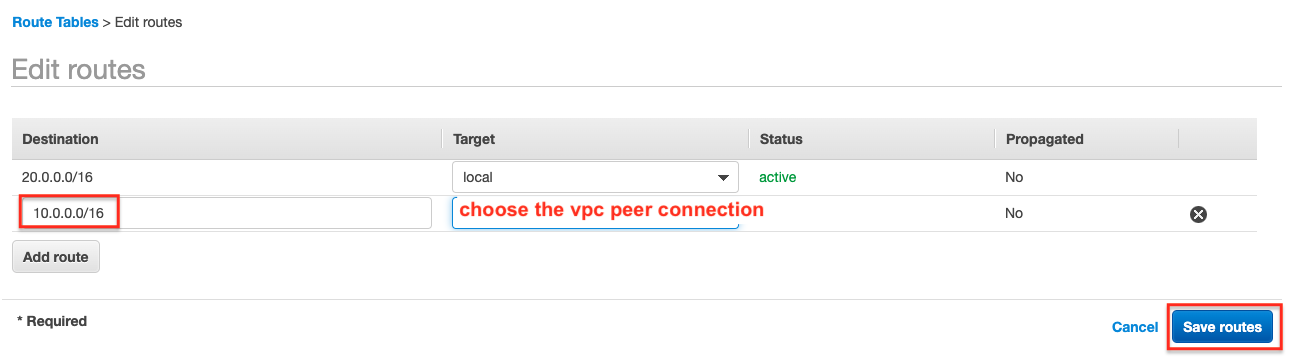 Route Tables > Edit routes
Edit routes
Destination Target Status Propagated
20.0.0.0/16 local active No
10.0.0.0/16 choose the vpc peer connection No
Add route
* Required
Cancel Save routes